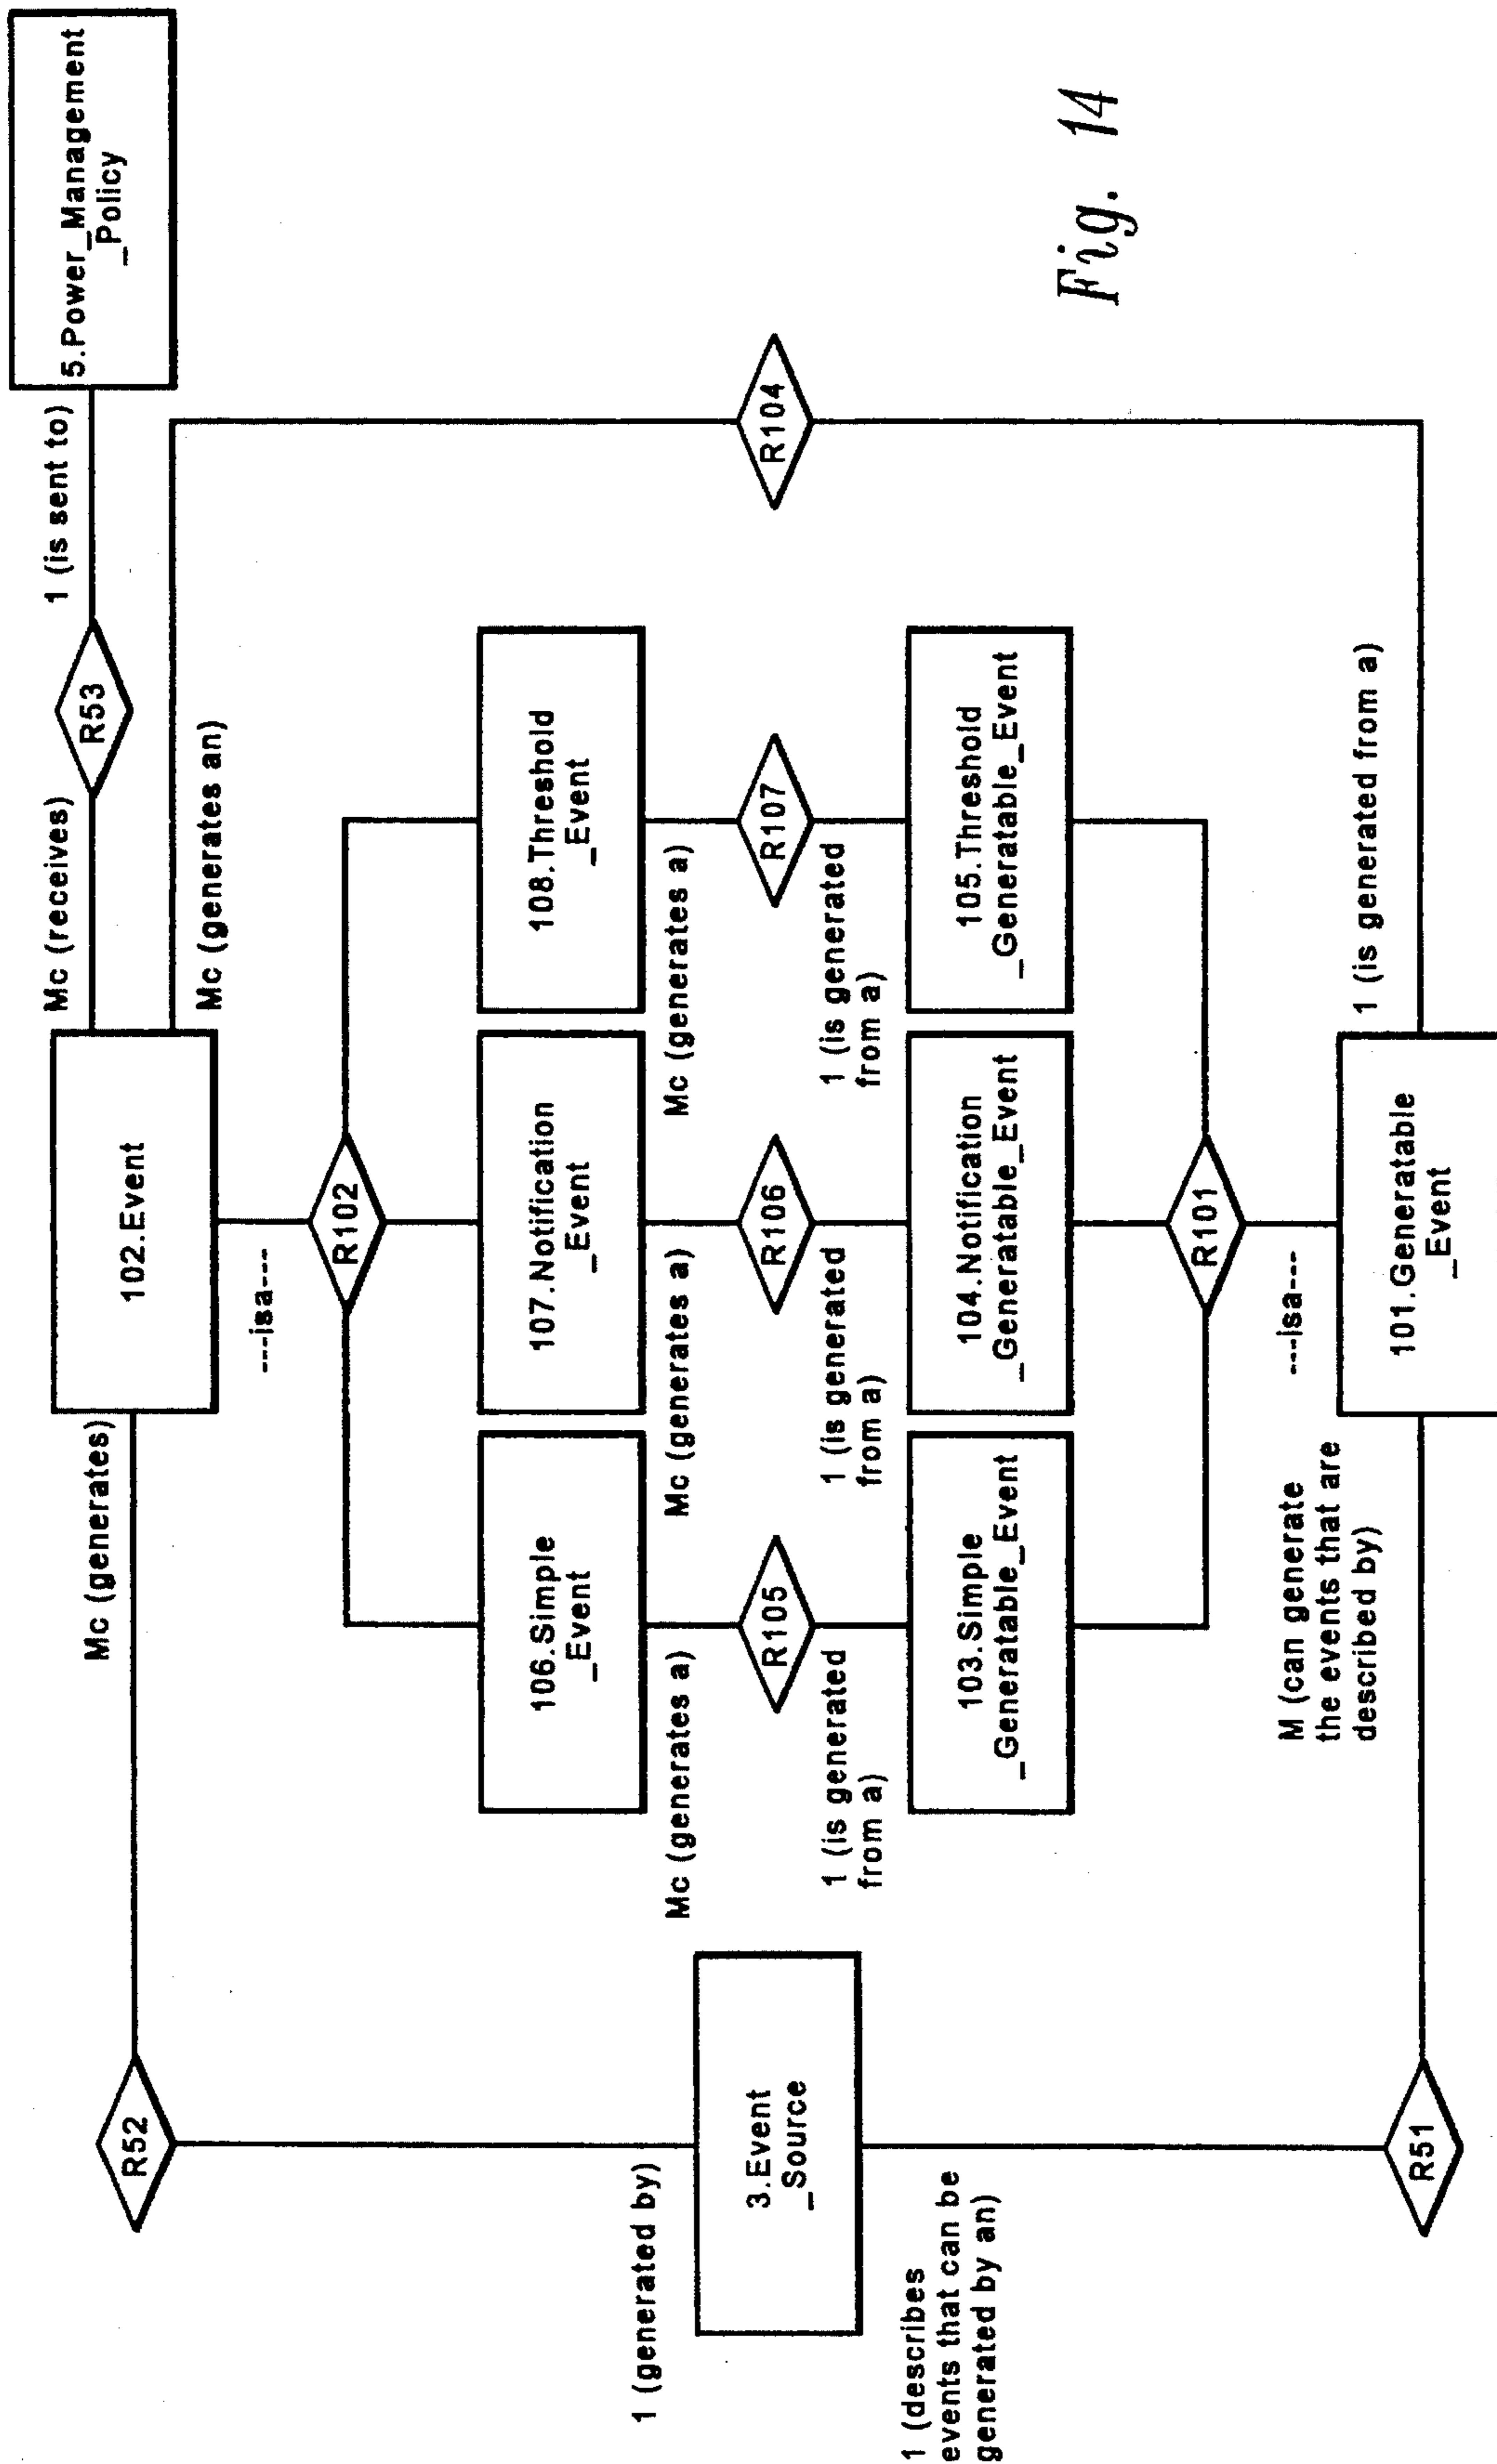 5.Power_Management
_Policy
1 (is sent to)
R53
Mc (receives)
Mc (generates an)
102.Event
Mc (generates)
R52
---isa---
R102
R104
108.Threshold
_Event
107.Notification
_Event
106.Simple
_Event
Mc (generates a)
Mc (generates a)
Mc (generates a)
R107
R106
R105
1 (is generated
from a)
1 (is generated
from a)
1 (is generated
from a)
105.Threshold
_Generatable_Event
104.Notification
_Generatable_Event
103.Simple
_Generatable_Event
1 (generated by)
3.Event
_Source
1 (describes
events that can be
generated by an)
R101
---isa---
M (can generate
the events that are
described by)
1 (is generated from a)
101.Generatable
_Event
R51
Fig. 14